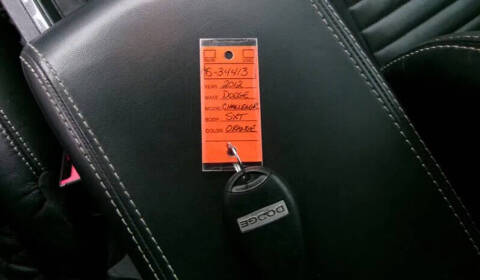 15-34413
YEAR 2012
MAKE DODGE
MODEL CHALLENGER
BODY SXT
COLOR ORANGE
DODGE